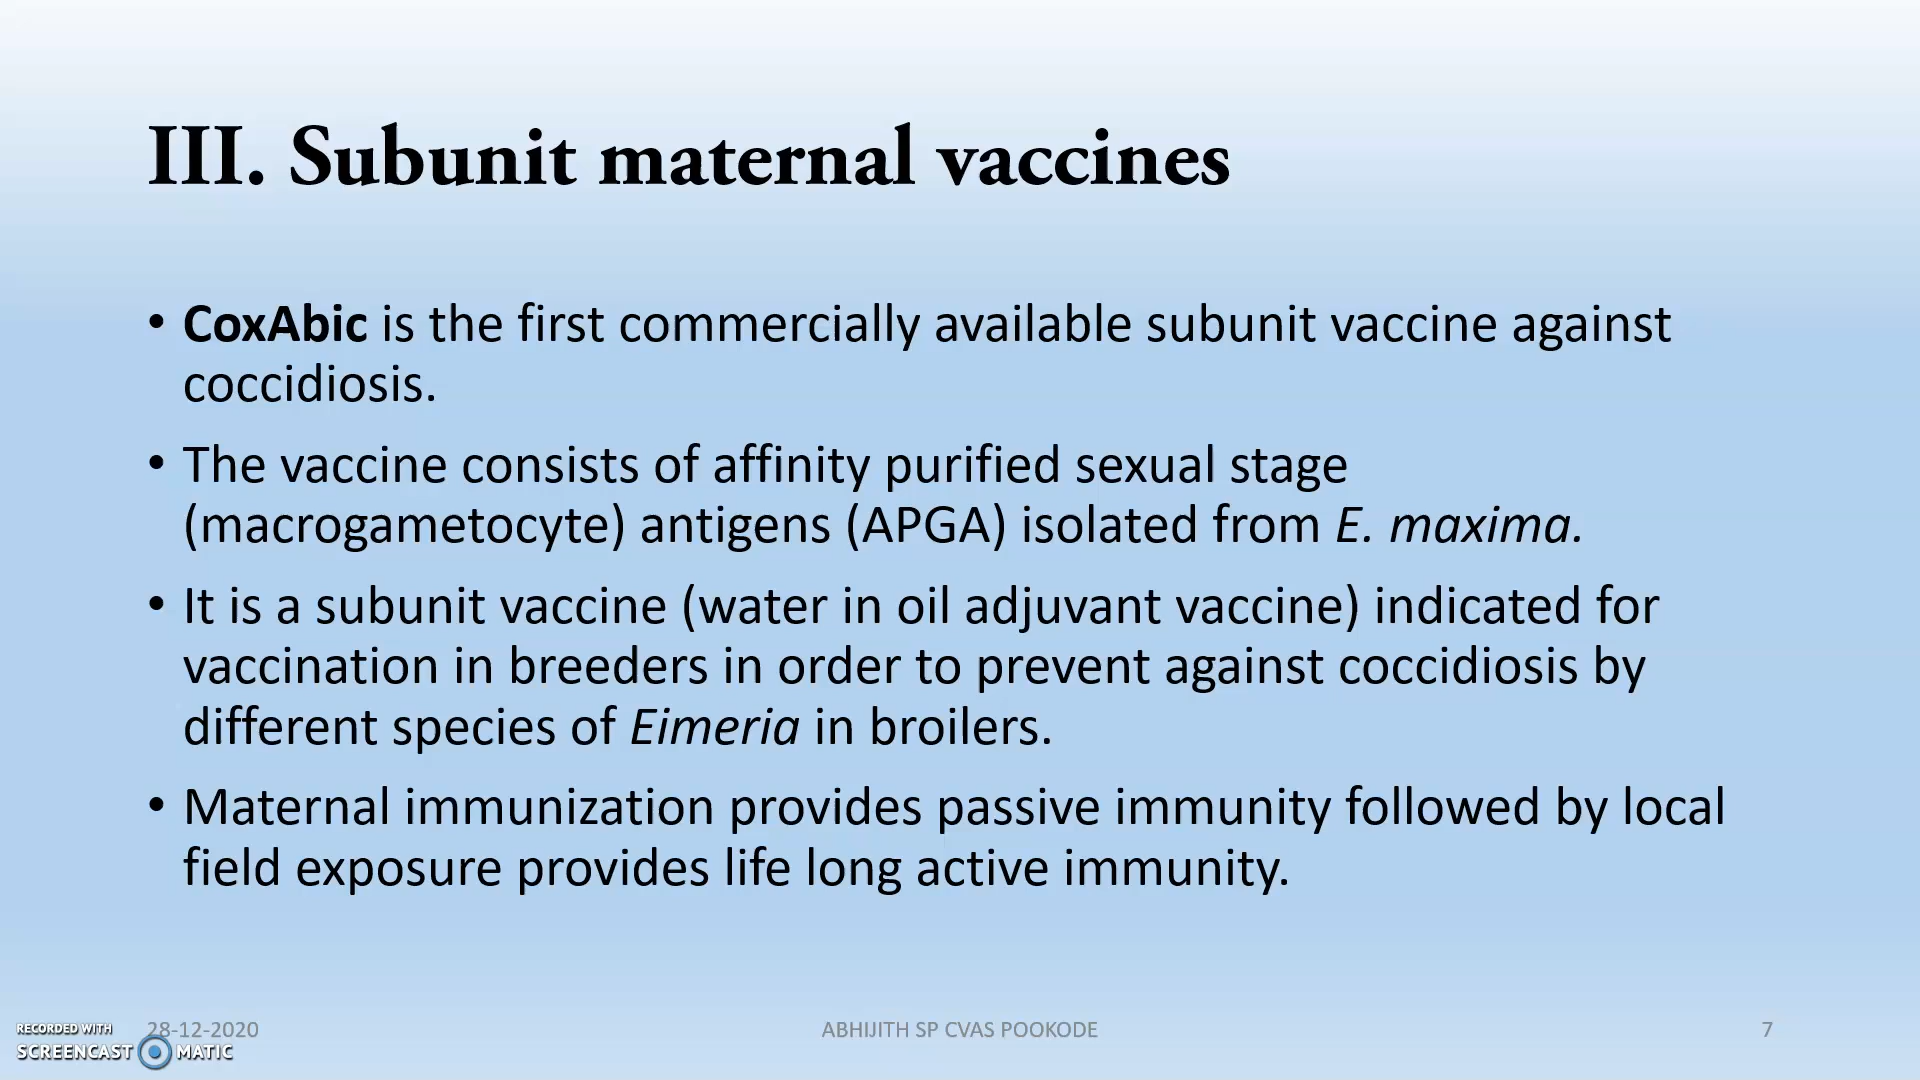 III. Subunit maternal vaccines
• CoxAbic is the first commercially available subunit vaccine against
coccidiosis.
• The vaccine consists of affinity purified sexual stage
(macrogametocyte) antigens (APGA) isolated from E. maxima.
• It is a subunit vaccine (water in oil adjuvant vaccine) indicated for
vaccination in breeders in order to prevent against coccidiosis by
different species of Eimeria in broilers.
• Maternal immunization provides passive immunity followed by local
field exposure provides life long active immunity.
28-12-2020
ABHIJITH SP CVAS POOKODE
7
RECORDED WITH
SCREENCAST MATIC